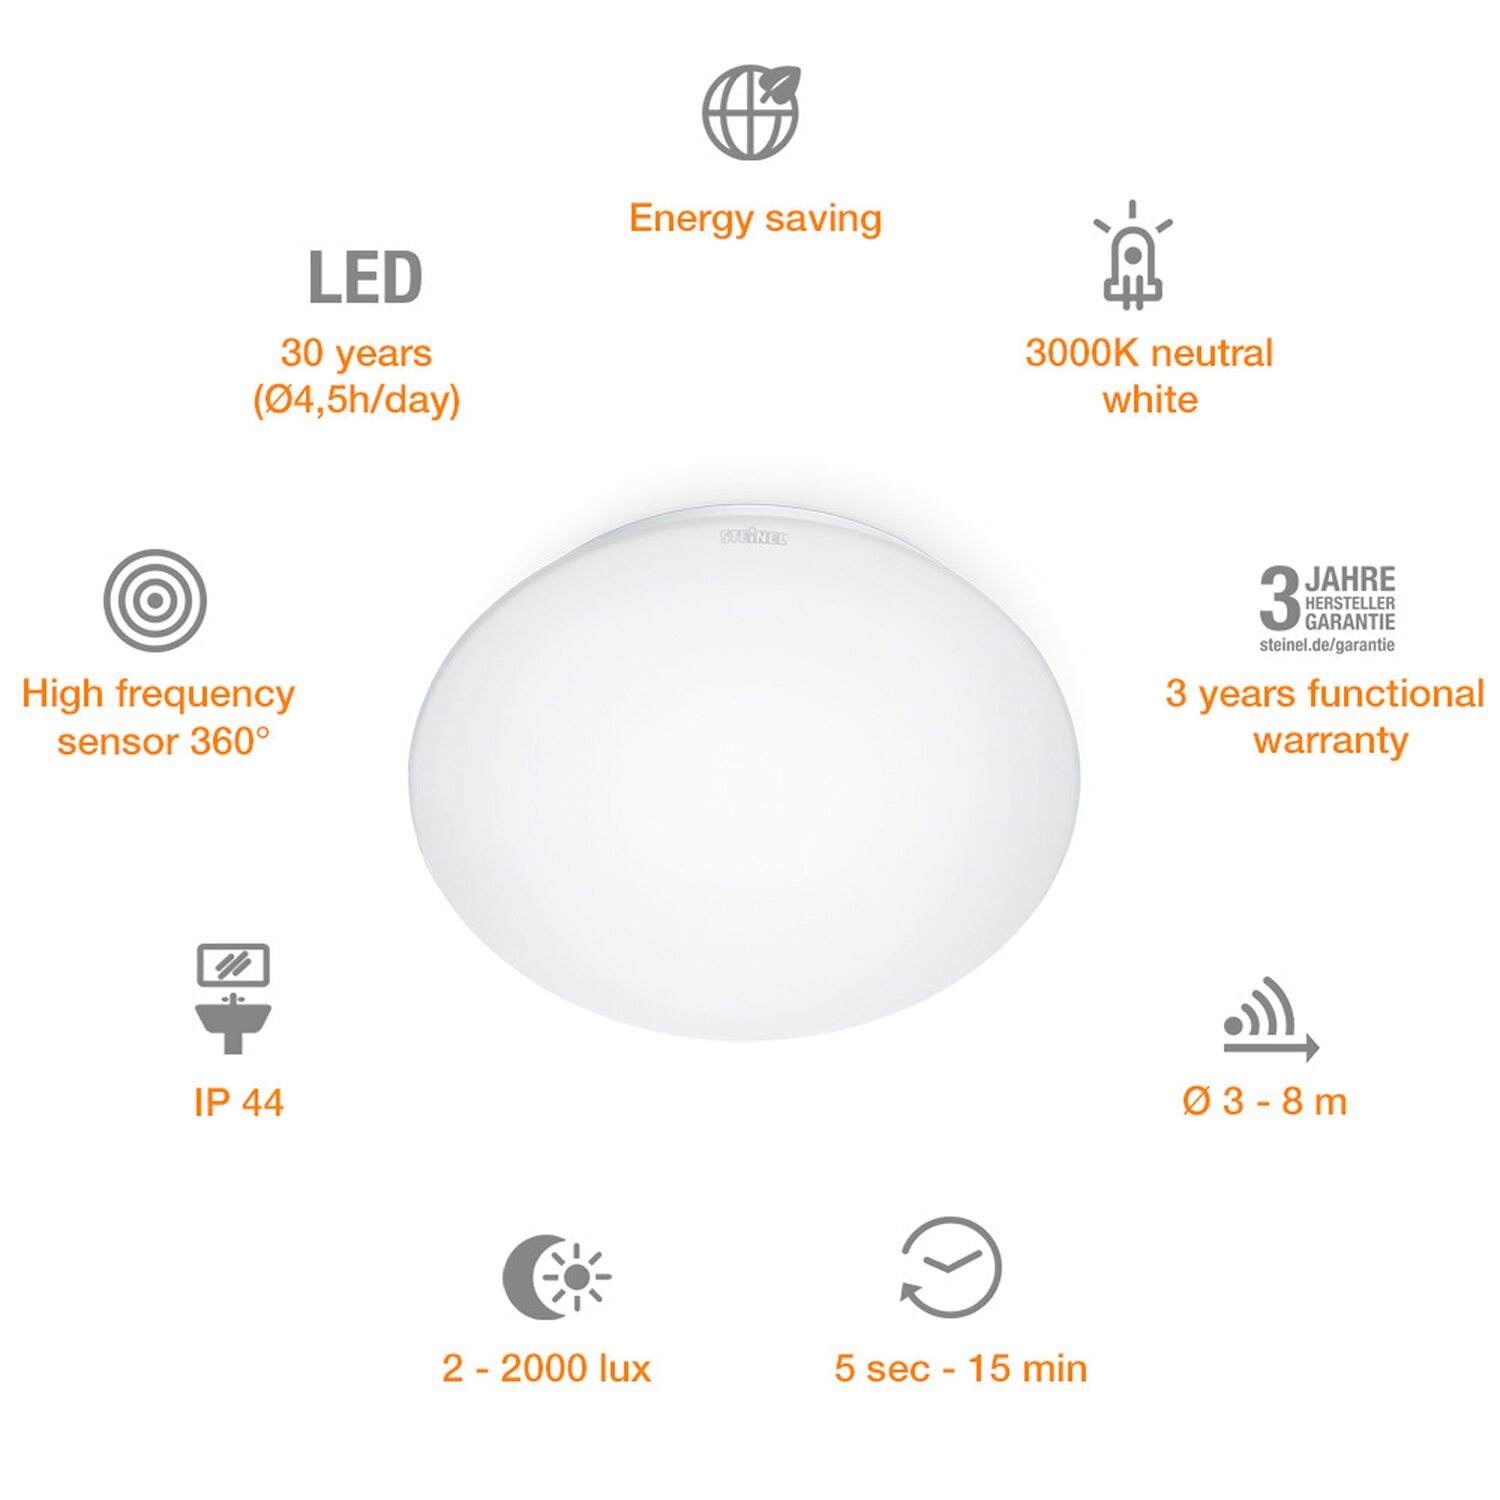 Energy saving
LED
30 years
(Ø4,5h/day)
3000K neutral
white
STEINEL
High frequency
sensor 360°
3 JAHRE
HERSTELLER
GARANTIE
steinel.de/garantie
3 years functional
warranty
IP 44
Ø 3 - 8 m
2 - 2000 lux
5 sec - 15 min